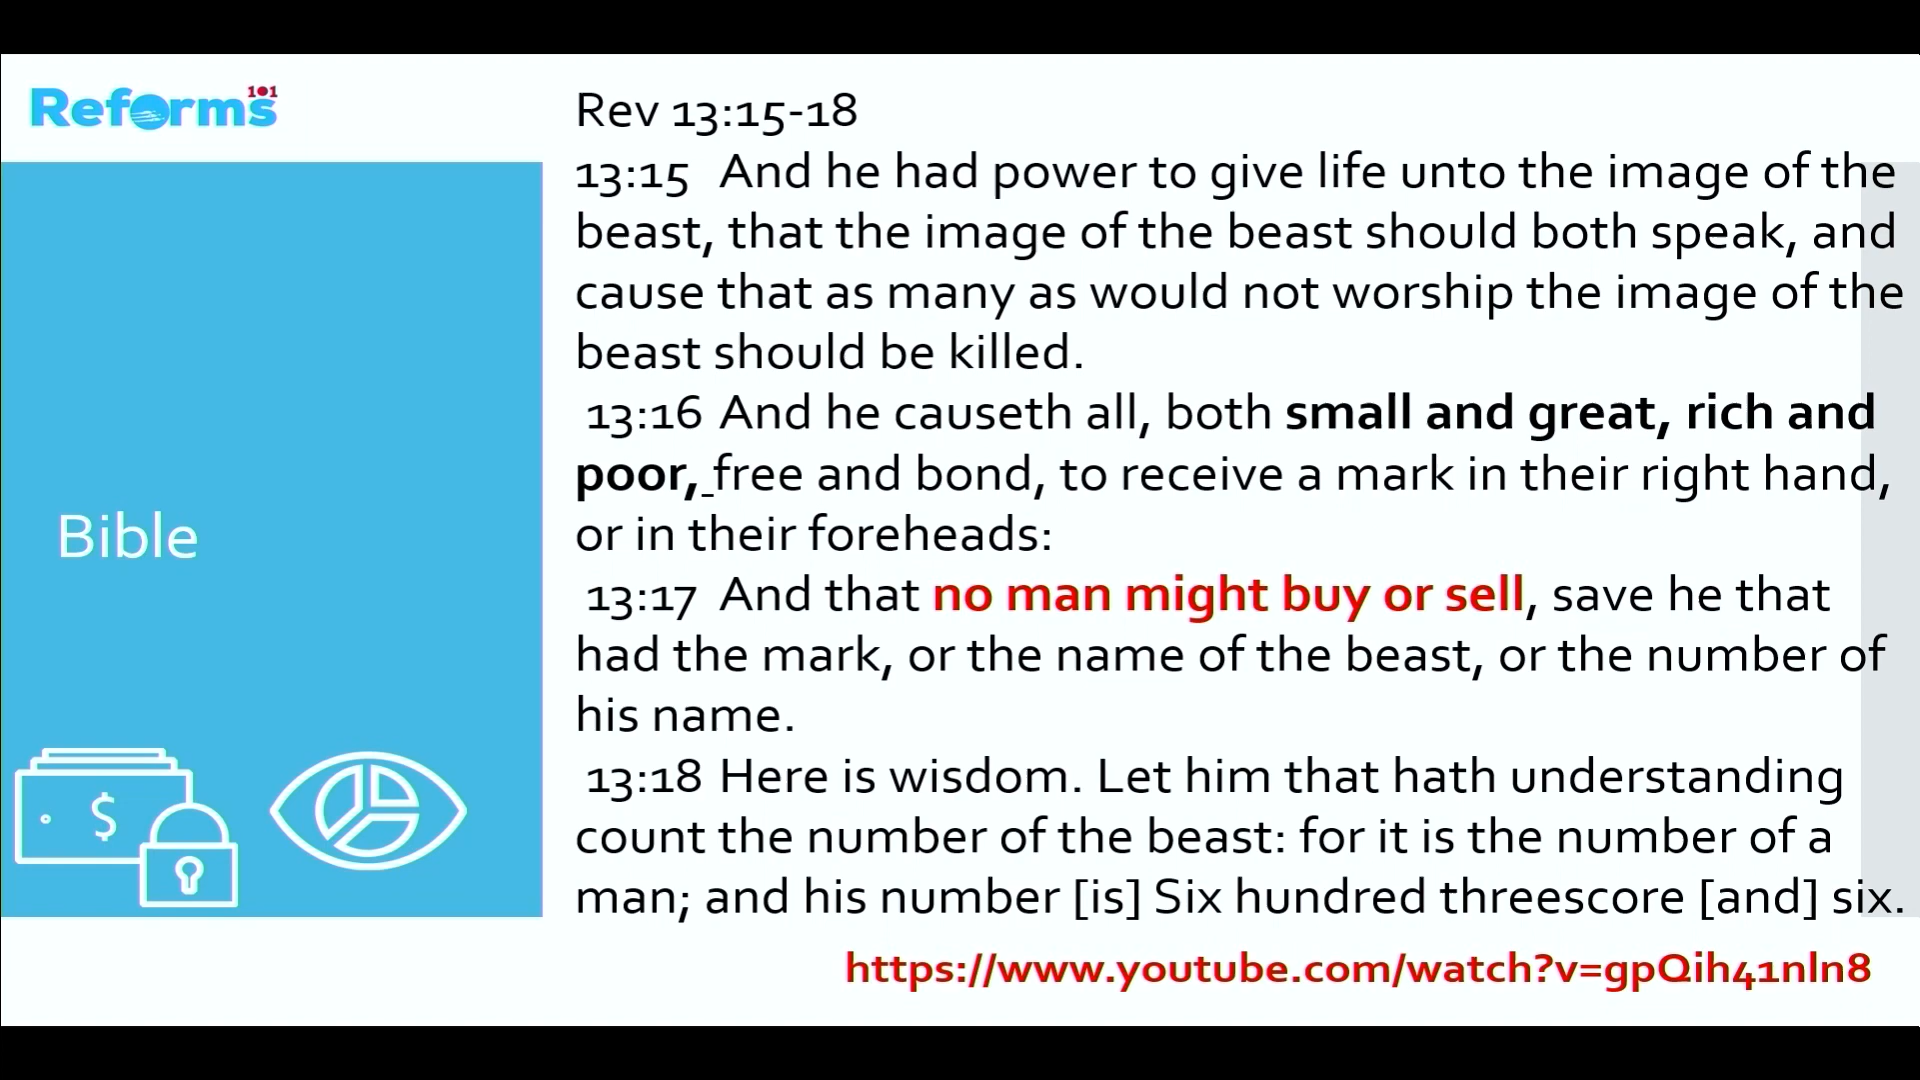 Reforms 101
Rev 13:15-18
13:15 And he had power to give life unto the image of the
beast, that the image of the beast should both speak, and
cause that as many as would not worship the image of the
beast should be killed.
13:16 And he causeth all, both small and great, rich and
poor, free and bond, to receive a mark in their right hand,
or in their foreheads:
13:17 And that no man might buy or sell, save he that
had the mark, or the name of the beast, or the number of
his name.
13:18 Here is wisdom. Let him that hath understanding
count the number of the beast: for it is the number of a
man; and his number [is] Six hundred threescore [and] six.
Bible
$
https://www.youtube.com/watch?v=gpQih41nln8